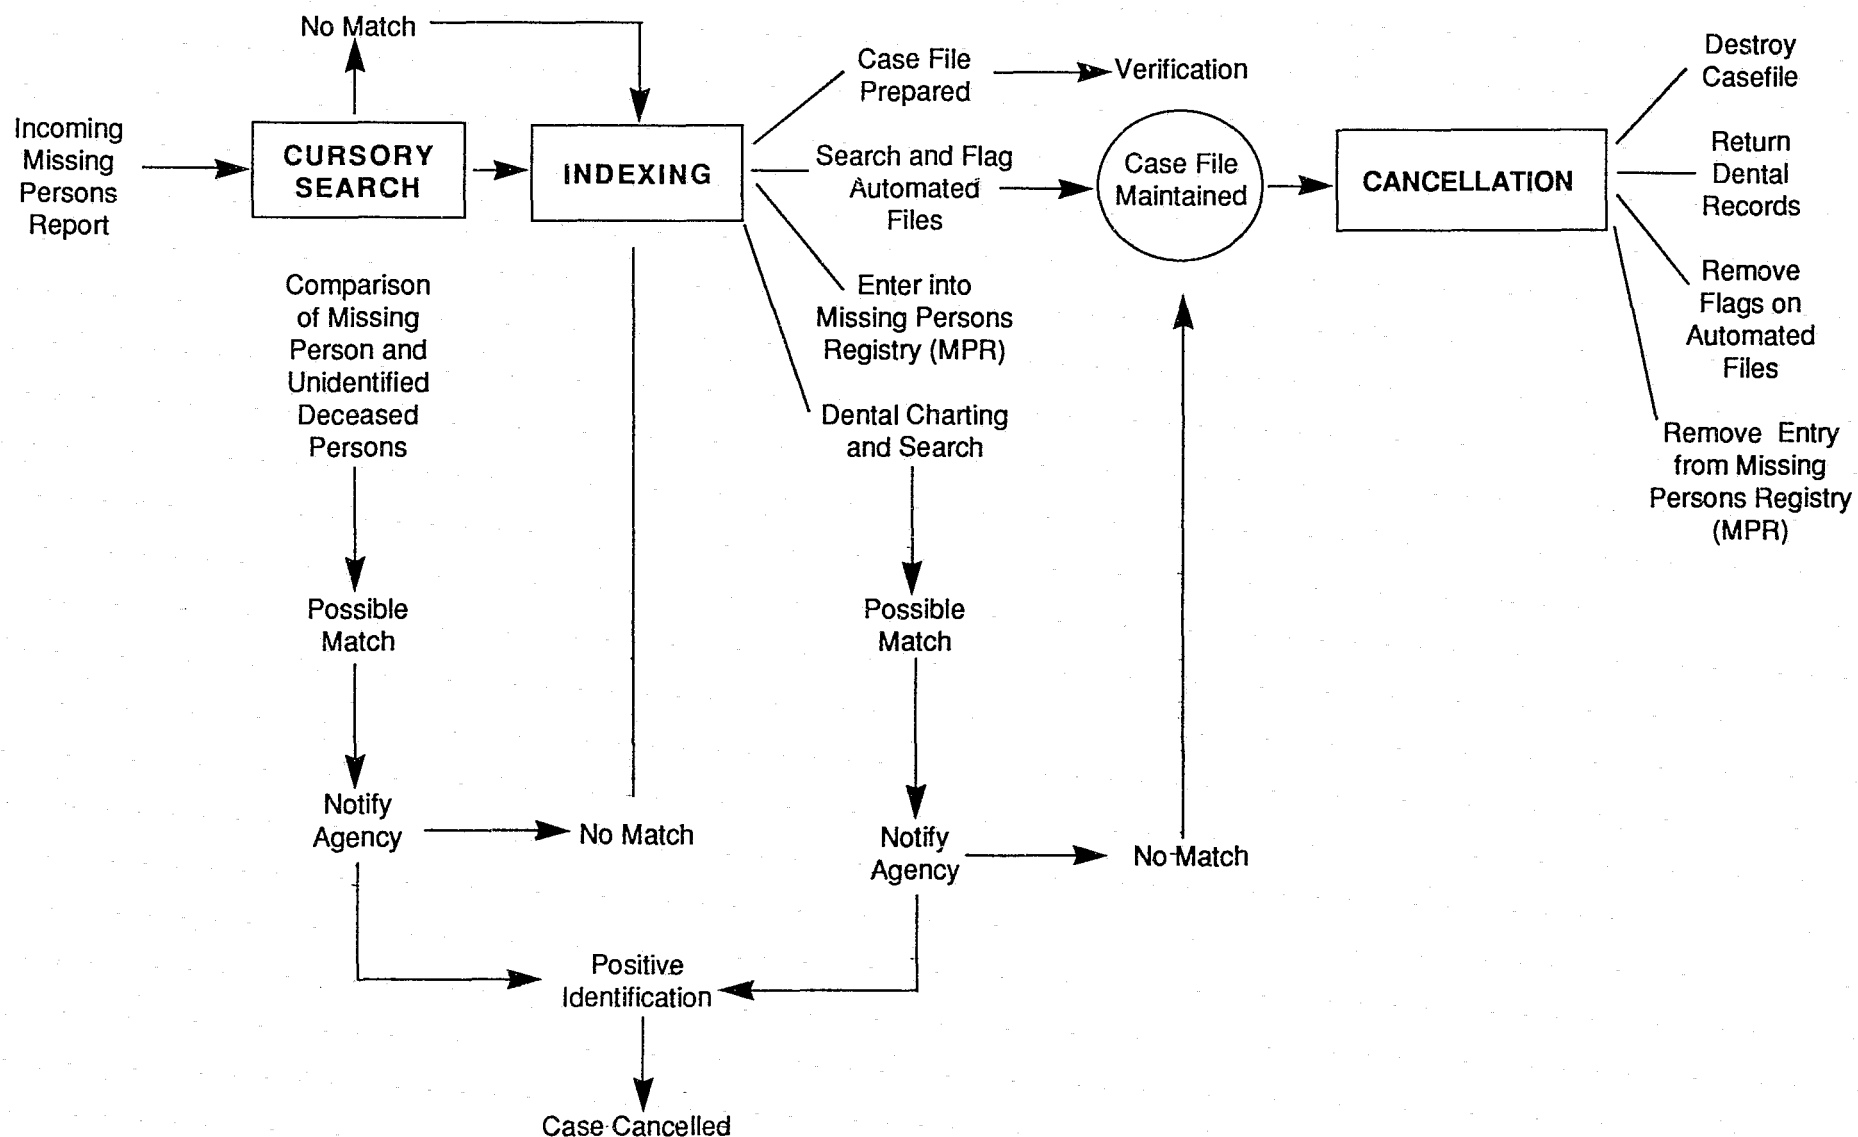 No Match
Incoming
Missing
Persons
Report
CURSORY
SEARCH
INDEXING
Case File
Prepared
Verification
Search and Flag
Automated
Files
Enter into
Missing Persons
Registry (MPR)
Dental Charting
and Search
Case File
Maintained
CANCELLATION
Destroy
Casefile
Return
Dental
Records
Remove
Flags on
Automated
Files
Remove Entry
from Missing
Persons Registry
(MPR)
Comparison
of Missing
Person and
Unidentified
Deceased
Persons
Possible
Match
Notify
Agency
No Match
Possible
Match
Notify
Agency
No Match
Positive
Identification
Case Cancelled